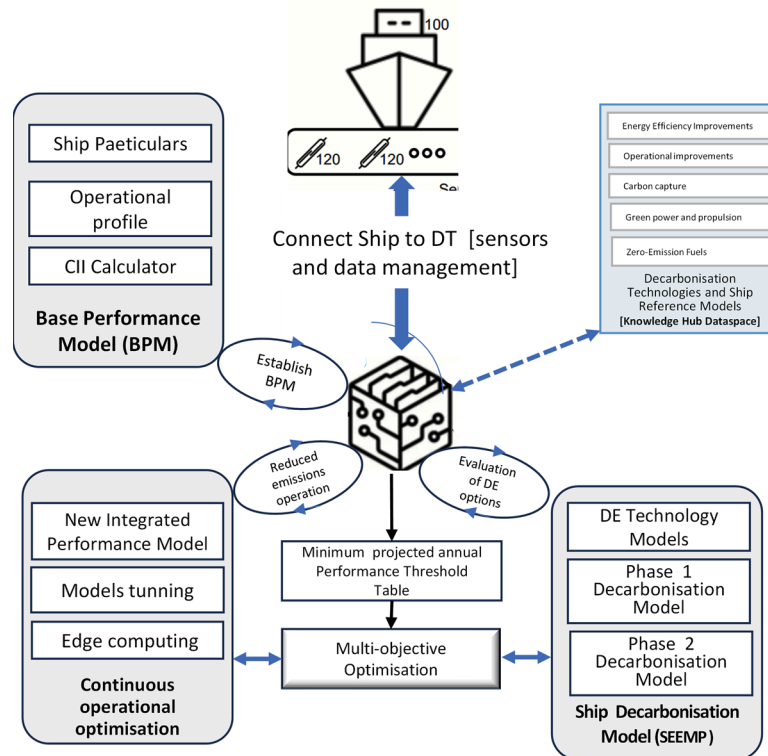 100
120
120
Se
Connect Ship to DT [sensors
and data management]
Ship Paeticulars
Operational
profile
CII Calculator
Base Performance
Model (BPM)
Energy Efficiency Improvements
Operational improvements
Carbon capture
Green power and propulsion
Zero-Emission Fuels
Decarbonisation
Technologies and Ship
Reference Models
[Knowledge Hub Dataspace]
Establish
BPM
Reduced
emissions
operation
Evaluation
of DE
options
New Integrated
Performance Model
Models tunning
Edge computing
Continuous
operational
optimisation
Minimum projected annual
Performance Threshold
Table
Multi-objective
Optimisation
DE Technology
Models
Phase 1
Decarbonisation
Model
Phase 2
Decarbonisation
Model
Ship Decarbonisation
Model (SEEMP)